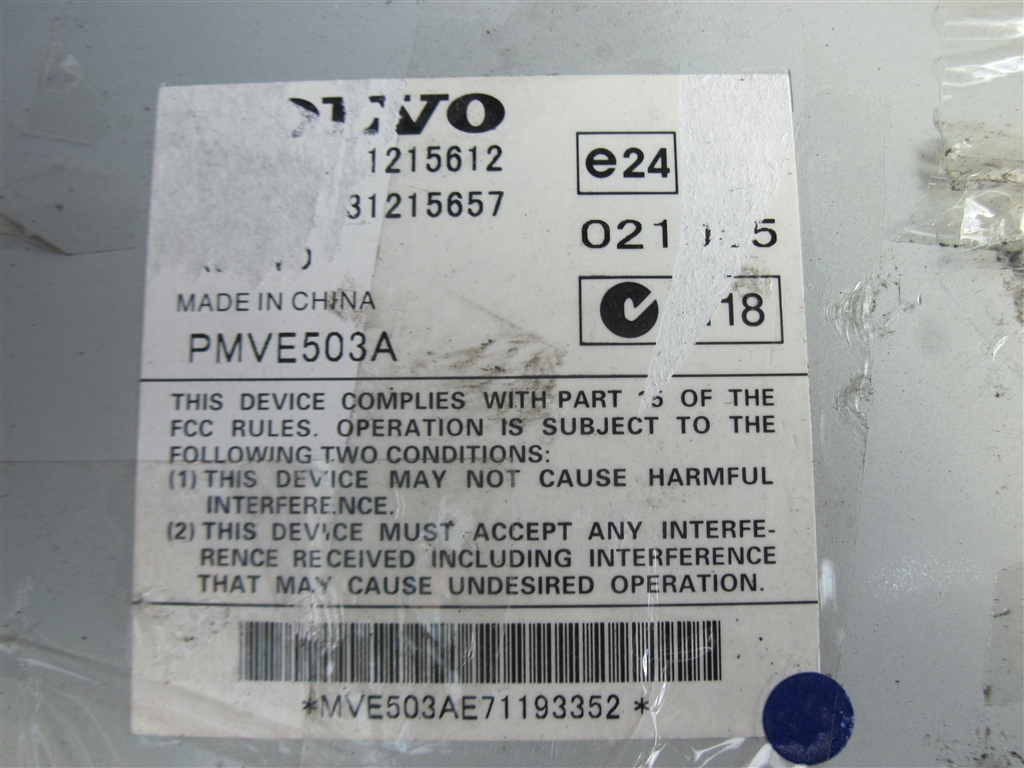 1215612
e24
31215657
MADE IN CHINA
18
PMVE503A
THIS DEVICE COMPLIES WITH PART 15 OF THE
FCC RULES. OPERATION IS SUBJECT TO THE
FOLLOWING TWO CONDITIONS:
(1) THIS DEVICE MAY NOT CAUSE HARMFUL
INTERFERENCE.
(2) THIS DEVICE MUST ACCEPT ANY INTERFE-
RENCE RECEIVED INCLUDING INTERFERENCE
THAT MAY CAUSE UNDESIRED OPERATION.
*MVE503AE71193352*